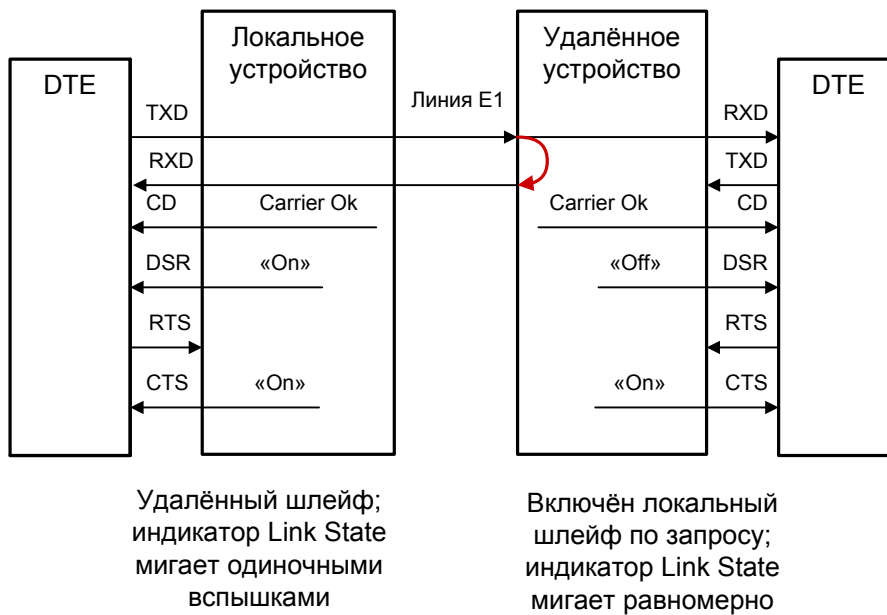 Локальное
устройство
Удалённое
устройство
DTE
DTE
Линия E1
TXD
RXD
RXD
TXD
CD
Carrier Ok
Carrier Ok
CD
DSR
«On»
«Off»
DSR
RTS
RTS
CTS
«On»
«On»
CTS
Удалённый шлейф;
индикатор Link State
мигает одиночными
вспышками
Включён локальный
шлейф по запросу;
индикатор Link State
мигает равномерно